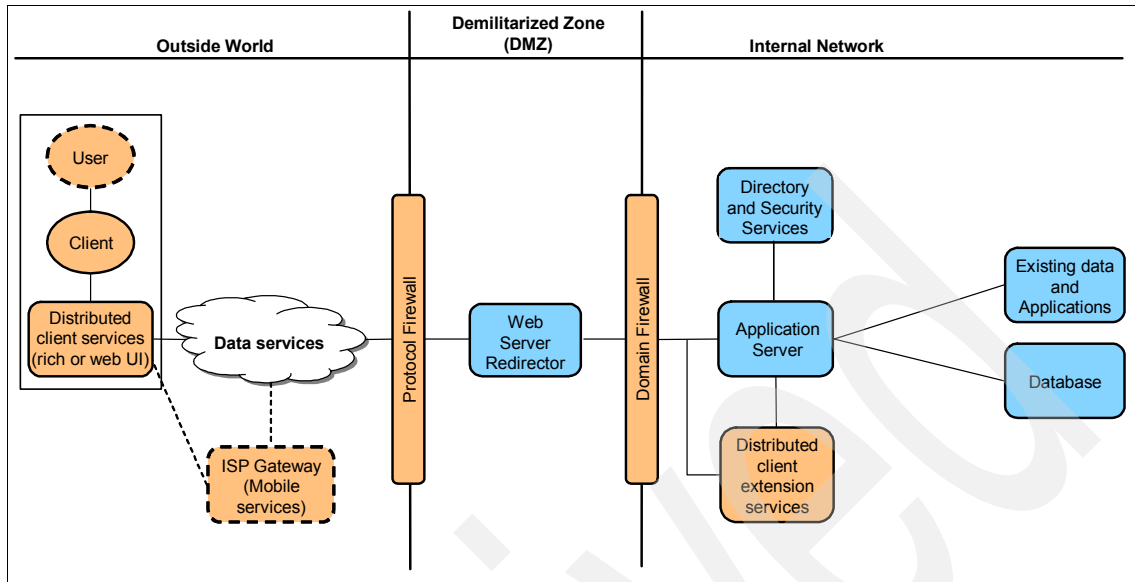 Outside World
Demilitarized Zone
(DMZ)
Internal Network
User
Client
Distributed
client services
(rich or web UI)
Data services
ISP Gateway
(Mobile
services)
Protocol Firewall
Web
Server
Redirector
Domain Firewall
Directory
and Security
Services
Application
Server
Distributed
client
extension
services
Existing data
and
Applications
Database